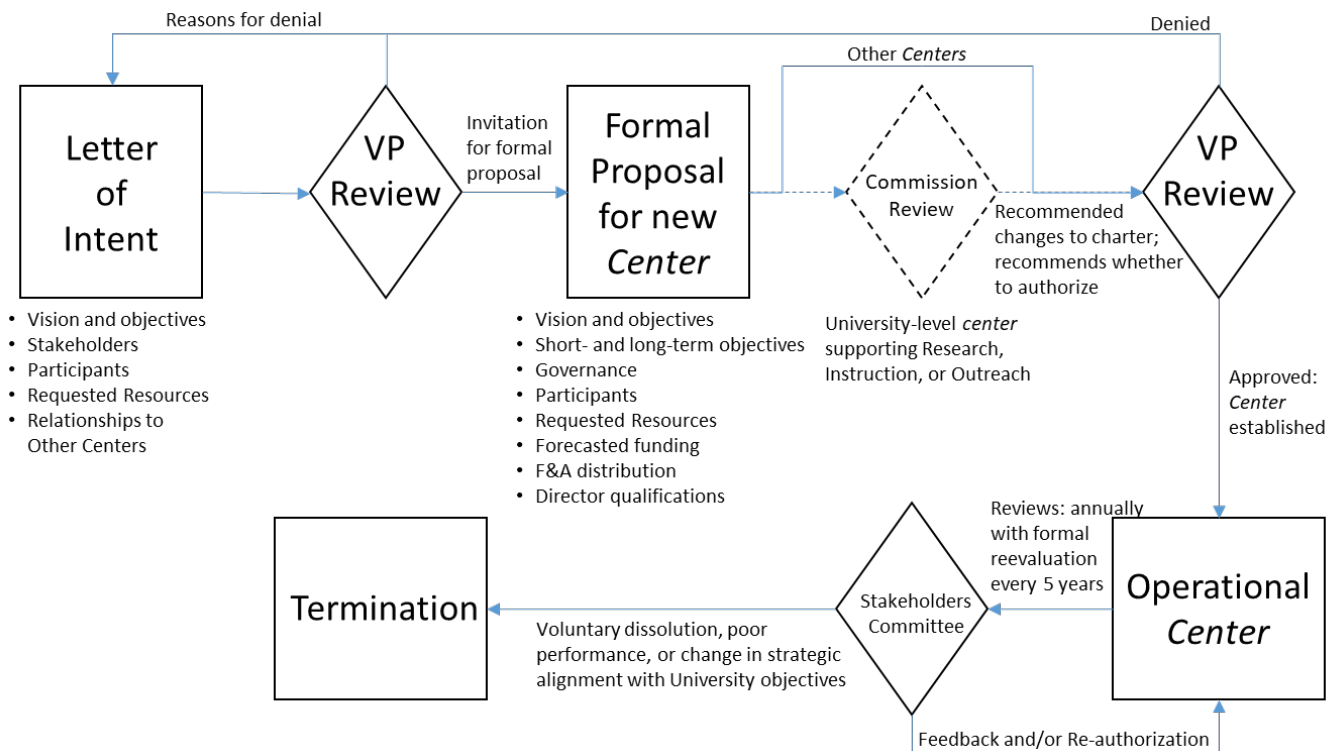 Reasons for denial
Denied
Other Centers
Letter
of
Intent
VP
Review
Invitation
for formal
proposal
Formal
Proposal
for new
Center
Commission
Review
Recommended
changes to charter;
recommends whether
to authorize
VP
Review
• Vision and objectives
• Stakeholders
• Participants
• Requested Resources
• Relationships to
Other Centers
• Vision and objectives
• Short- and long-term objectives
• Governance
• Participants
• Requested Resources
• Forecasted funding
• F&A distribution
• Director qualifications
University-level center
supporting Research,
Instruction, or Outreach
Approved:
Center
established
Reviews: annually
with formal
reevaluation
every 5 years
Operational
Center
Stakeholders
Committee
Termination
Voluntary dissolution, poor
performance, or change in strategic
alignment with University objectives
Feedback and/or Re-authorization